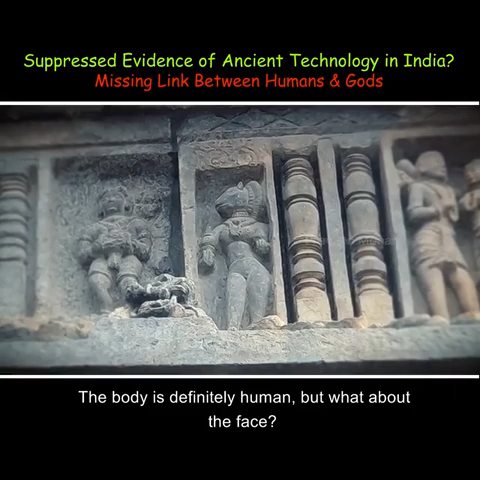 Suppressed Evidence of Ancient Technology in India?
Missing Link Between Humans & Gods
The body is definitely human, but what about
the face?